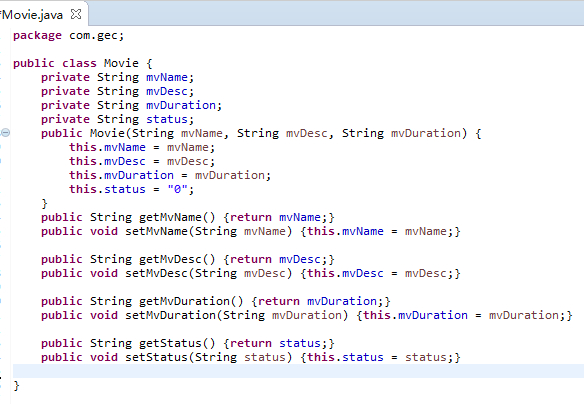 *Movie.java
package com.gec;
public class Movie {
private String mvName;
private String mvDesc;
private String mvDuration;
private String status;
public Movie(String mvName, String mvDesc, String mvDuration) {
this.mvName = mvName;
this.mvDesc = mvDesc;
this.mvDuration = mvDuration;
this.status = "0";
}
public String getMvName() {return mvName;}
public void setMvName(String mvName) {this.mvName = mvName;}
public String getMvDesc() {return mvDesc;}
public void setMvDesc(String mvDesc) {this.mvDesc = mvDesc;}
public String getMvDuration() {return mvDuration;}
public void setMvDuration(String mvDuration) {this.mvDuration = mvDuration;}
public String getStatus() {return status;}
public void setStatus(String status) {this.status = status;}
}